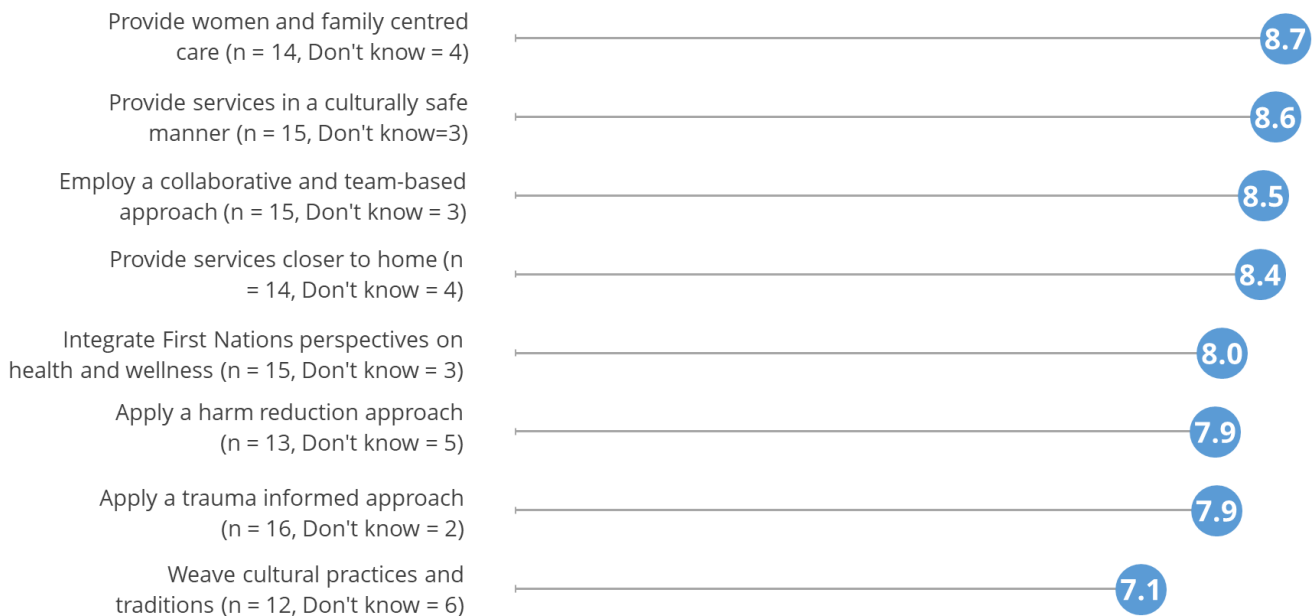 Provide women and family centred
care (n = 14, Don't know = 4)
8.7
Provide services in a culturally safe
manner (n = 15, Don't know=3)
8.6
Employ a collaborative and team-based
approach (n = 15, Don't know = 3)
8.5
Provide services closer to home (n
= 14, Don't know = 4)
8.4
Integrate First Nations perspectives on
health and wellness (n = 15, Don't know = 3)
8.0
Apply a harm reduction approach
(n = 13, Don't know = 5)
7.9
Apply a trauma informed approach
(n = 16, Don't know = 2)
7.9
Weave cultural practices and
traditions (n = 12, Don't know = 6)
7.1